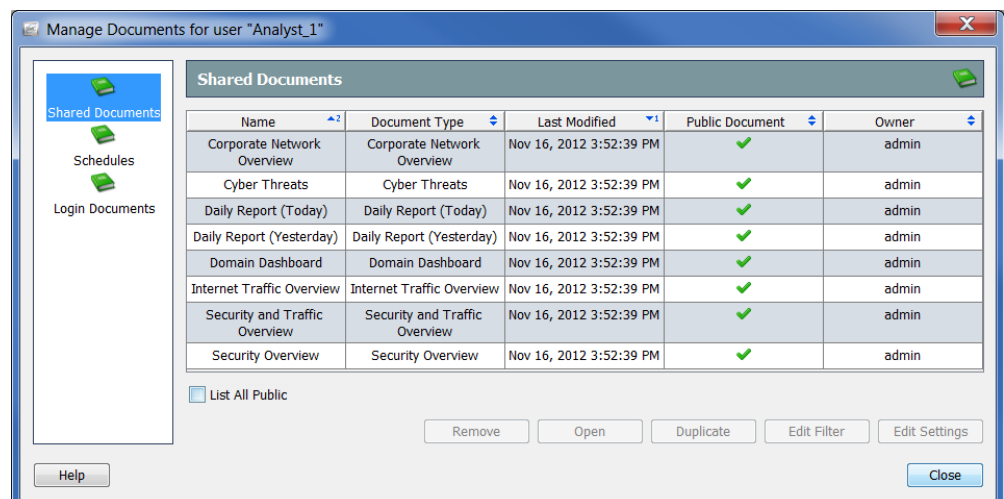 Manage Documents for user "Analyst_1"
X
Shared Documents
Schedules
Login Documents
Shared Documents
Name 2 Document Type Last Modified 1 Public Document Owner
Corporate Network Overview Corporate Network Overview Nov 16, 2012 3:52:39 PM admin
Cyber Threats Cyber Threats Nov 16, 2012 3:52:39 PM admin
Daily Report (Today) Daily Report (Today) Nov 16, 2012 3:52:39 PM admin
Daily Report (Yesterday) Daily Report (Yesterday) Nov 16, 2012 3:52:39 PM admin
Domain Dashboard Domain Dashboard Nov 16, 2012 3:52:39 PM admin
Internet Traffic Overview Internet Traffic Overview Nov 16, 2012 3:52:39 PM admin
Security and Traffic Overview Security and Traffic Overview Nov 16, 2012 3:52:39 PM admin
Security Overview Security Overview Nov 16, 2012 3:52:39 PM admin
List All Public
Remove Open Duplicate Edit Filter Edit Settings
Help Close